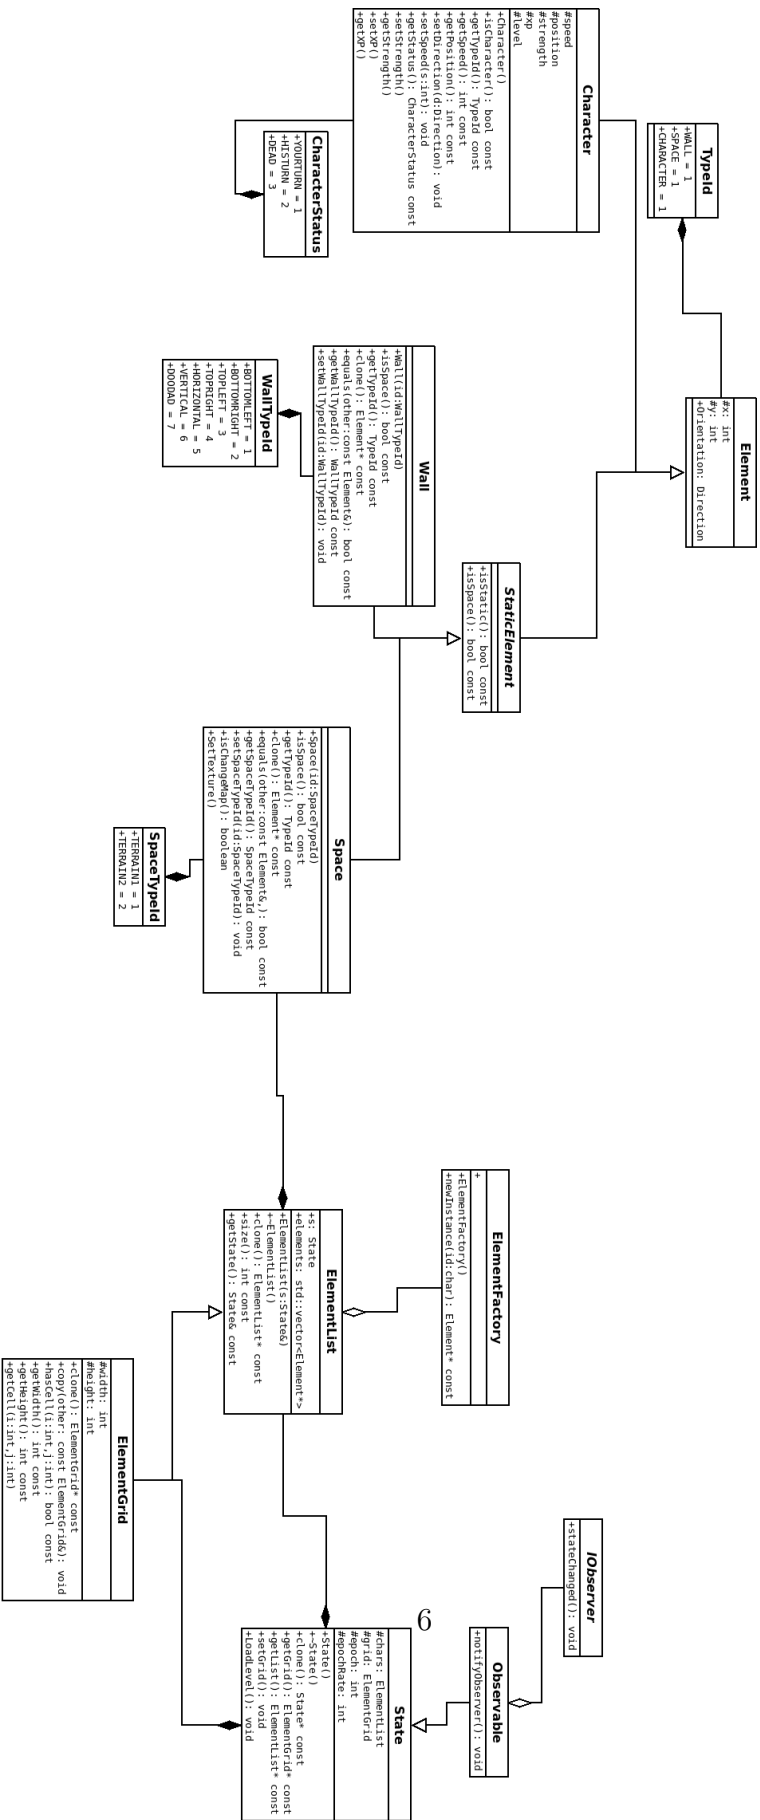 TypeId
+WALL = 1
+SPACE = 1
+CHARACTER = 1
Element
#x: int
#y: int
+Orientation: Direction
Character
#speed
#position
#strength
#xp
#level
+Character()
+isCharacter(): bool const
+getTypeId(): TypeId const
+getSpeed(): int const
+getPosition(): int const
+setDirection(d:Direction): void
+setSpeed(s:int): void
+getStatus(): CharacterStatus const
+setStrength()
+getStrength()
+setXP()
+getXP()
CharacterStatus
+YOURTURN = 1
+HISTURN = 2
+DEAD = 3
StaticElement
+isStatic(): bool const
+isSpace(): bool const
Wall
+Wall(id:WallTypeId)
+isSpace(): bool const
+getTypeId(): TypeId const
+clone(): Element* const
+equals(other:const Element&): bool const
+getWallTypeId(): WallTypeId const
+setWallTypeId(id:WallTypeId): void
WallTypeId
+BOTTOMLEFT = 1
+BOTTOMRIGHT = 2
+TOPLEFT = 3
+TOPRIGHT = 4
+HORIZONTAL = 5
+VERTICAL = 6
+DOODAD = 7
Space
+Space(id:SpaceTypeId)
+isSpace(): bool const
+getTypeId(): TypeId const
+clone(): Element* const
+equals(other:const Element&,): bool const
+getSpaceTypeId(): SpaceTypeId const
+setSpaceTypeId(id:SpaceTypeId): void
+isChangeMap(): boolean
+SetTexture()
SpaceTypeId
+TERRAIN1 = 1
+TERRAIN2 = 2
ElementFactory
+
+ElementFactory()
+newInstance(id:char): Element* const
ElementList
+s: State
+elements: std::vector<Element*>
+ElementList(s:State&)
+~ElementList()
+clone(): ElementList* const
+size(): int const
+getState(): State& const
ElementGrid
#width: int
#height: int
+clone(): ElementGrid* const
+copy(other: const ElementGrid&): void
+hasCell(i:int,j:int): bool const
+getWidth(): int const
+getHeight(): int const
+getCell(i:int,j:int)
IObserver
+stateChanged(): void
Observable
+notifyObserver(): void
State
#chars: ElementList
#grid: ElementGrid
#epoch: int
#epochRate: int
+State()
+~State()
+clone(): State* const
+getGrid(): ElementGrid* const
+getList(): ElementList* const
+setGrid(): void
+LoadLevel(): void
6